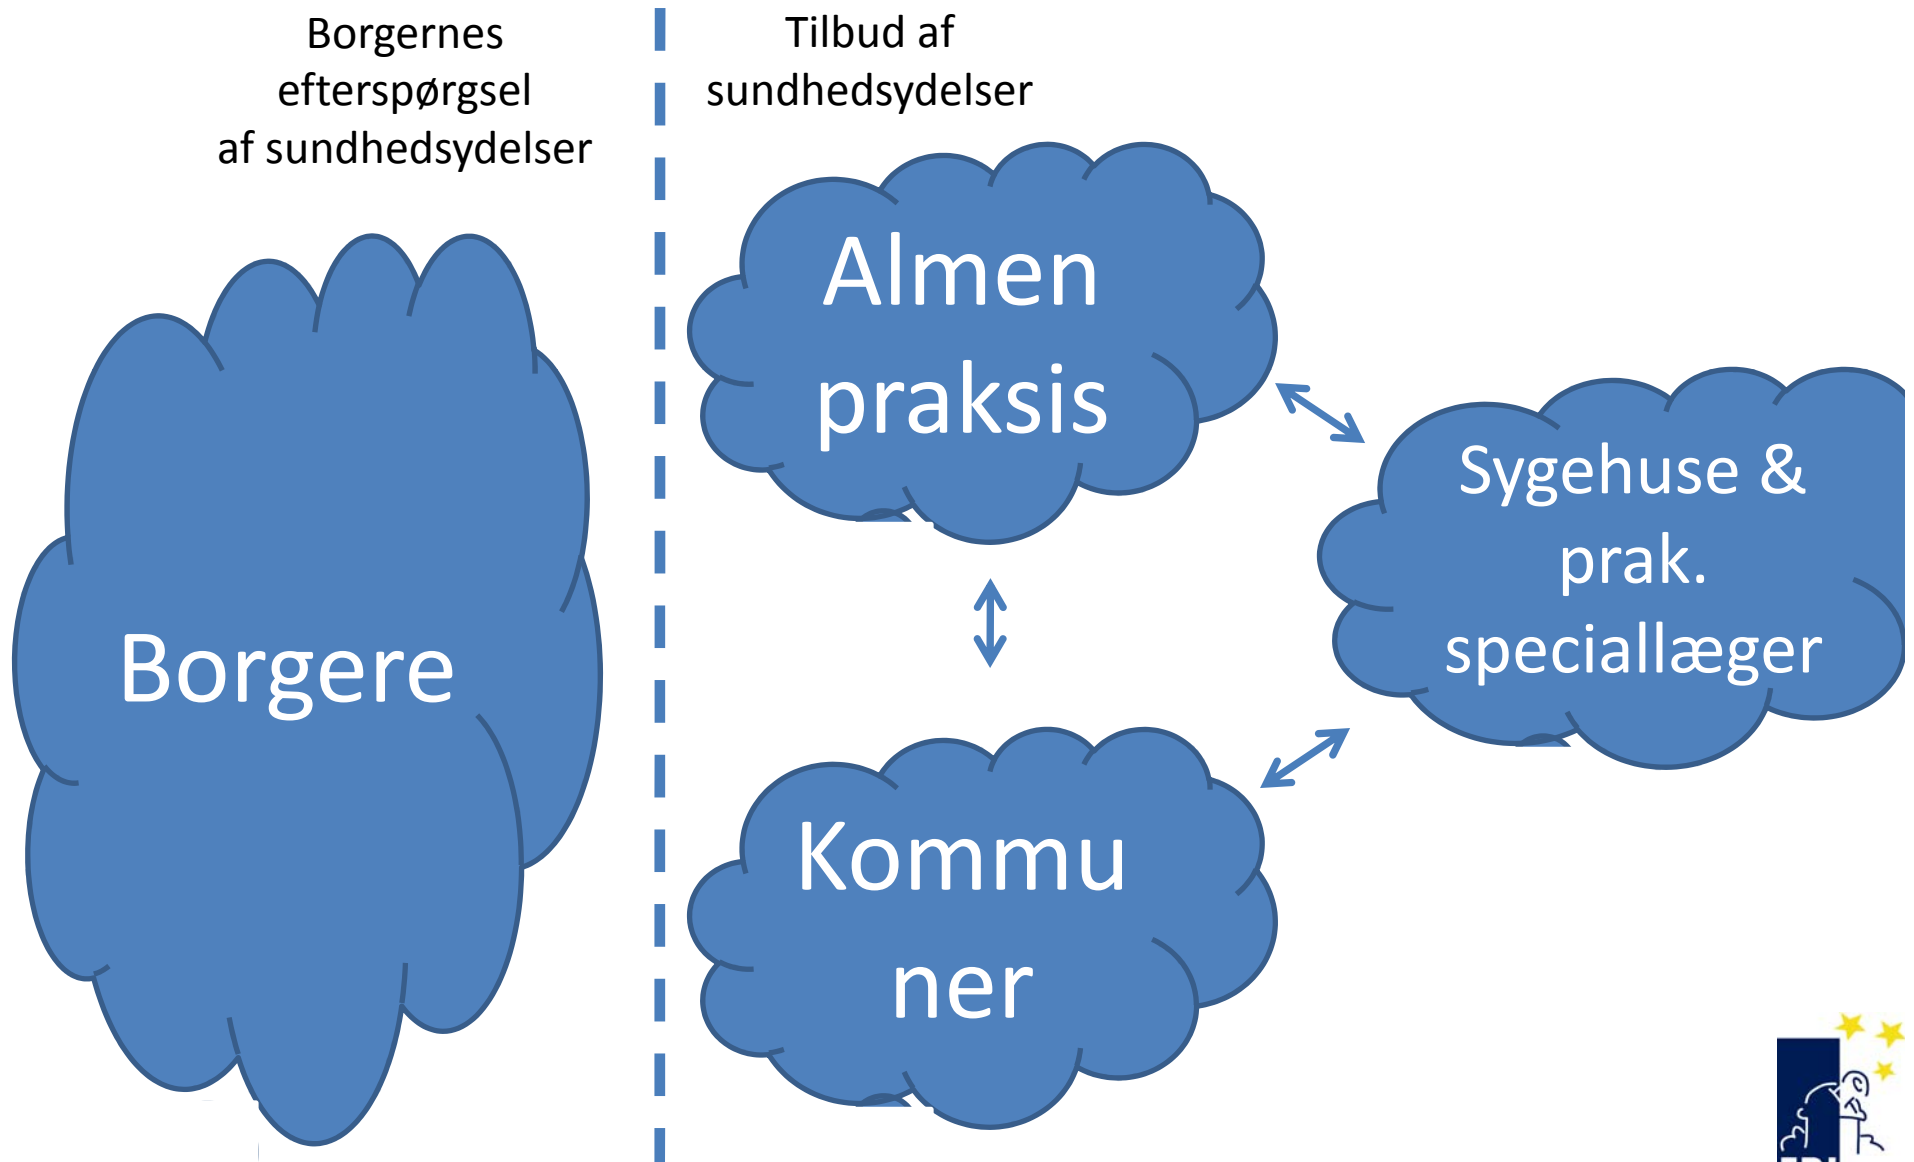 Borgernes
efterspørgsel
af sundhedsydelser
Tilbud af
sundhedsydelser
Borgere
Almen
praksis
Sygehuse &
prak.
speciallæger
Kommu
ner